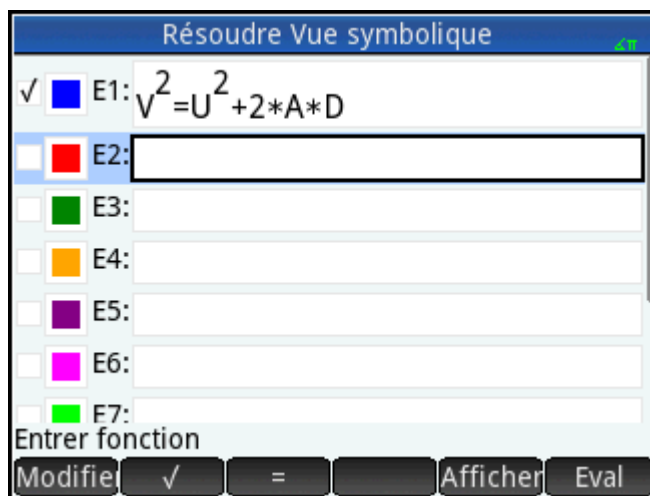 Résoudre Vue symbolique ∡π
√ E1: V²=U²+2*A*D
E2:
E3:
E4:
E5:
E6:
E7:
Entrer fonction
Modifie √ = Afficher Eval